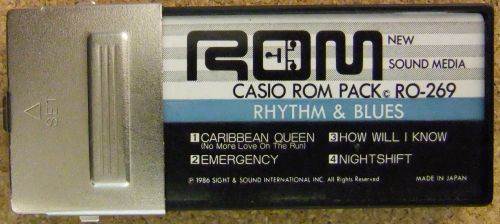 SET
ROM
NEW
SOUND MEDIA
CASIO ROM PACK © RO-269
RHYTHM & BLUES
1 CARIBBEAN QUEEN
(No More Love On The Run)
2 EMERGENCY
3 HOW WILL I KNOW
4 NIGHTSHIFT
℗ 1986 SIGHT & SOUND INTERNATIONAL INC. All Rights Reserved
MADE IN JAPAN